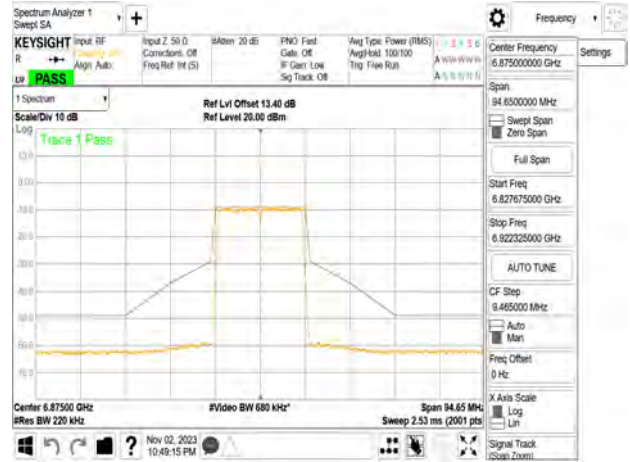 Spectrum Analyzer 1
Swept SA
Frequency
KEYSIGHT
Input: RF
Align: Auto
R
PASS
Input Z: 50 Ω
Corrections: Off
Freq Ref: Int (S)
#Atten: 20 dB
PNO: Fast
Gate: Off
IF Gain: Low
Sig Track: Off
Avg Type: Power (RMS)
Avg|Hold: 100/100
Trig: Free Run
Center Frequency
6.875000000 GHz
Settings
Span
94.6500000 MHz
Swept Span
Zero Span
Full Span
Start Freq
6.827675000 GHz
Stop Freq
6.922325000 GHz
AUTO TUNE
CF Step
9.465000 MHz
Auto
Man
Freq Offset
0 Hz
X Axis Scale
Log
Lin
Signal Track
(Span Zoom)
1 Spectrum
Scale/Div 10 dB
Ref Lvl Offset 13.40 dB
Ref Level 20.00 dBm
Log
Trace 1 Pass
Center 6.87500 GHz
#Res BW 220 kHz
#Video BW 680 kHz*
Span 94.65 MHz
Sweep 2.53 ms (2001 pts
Nov 02, 2023
10:49:15 PM